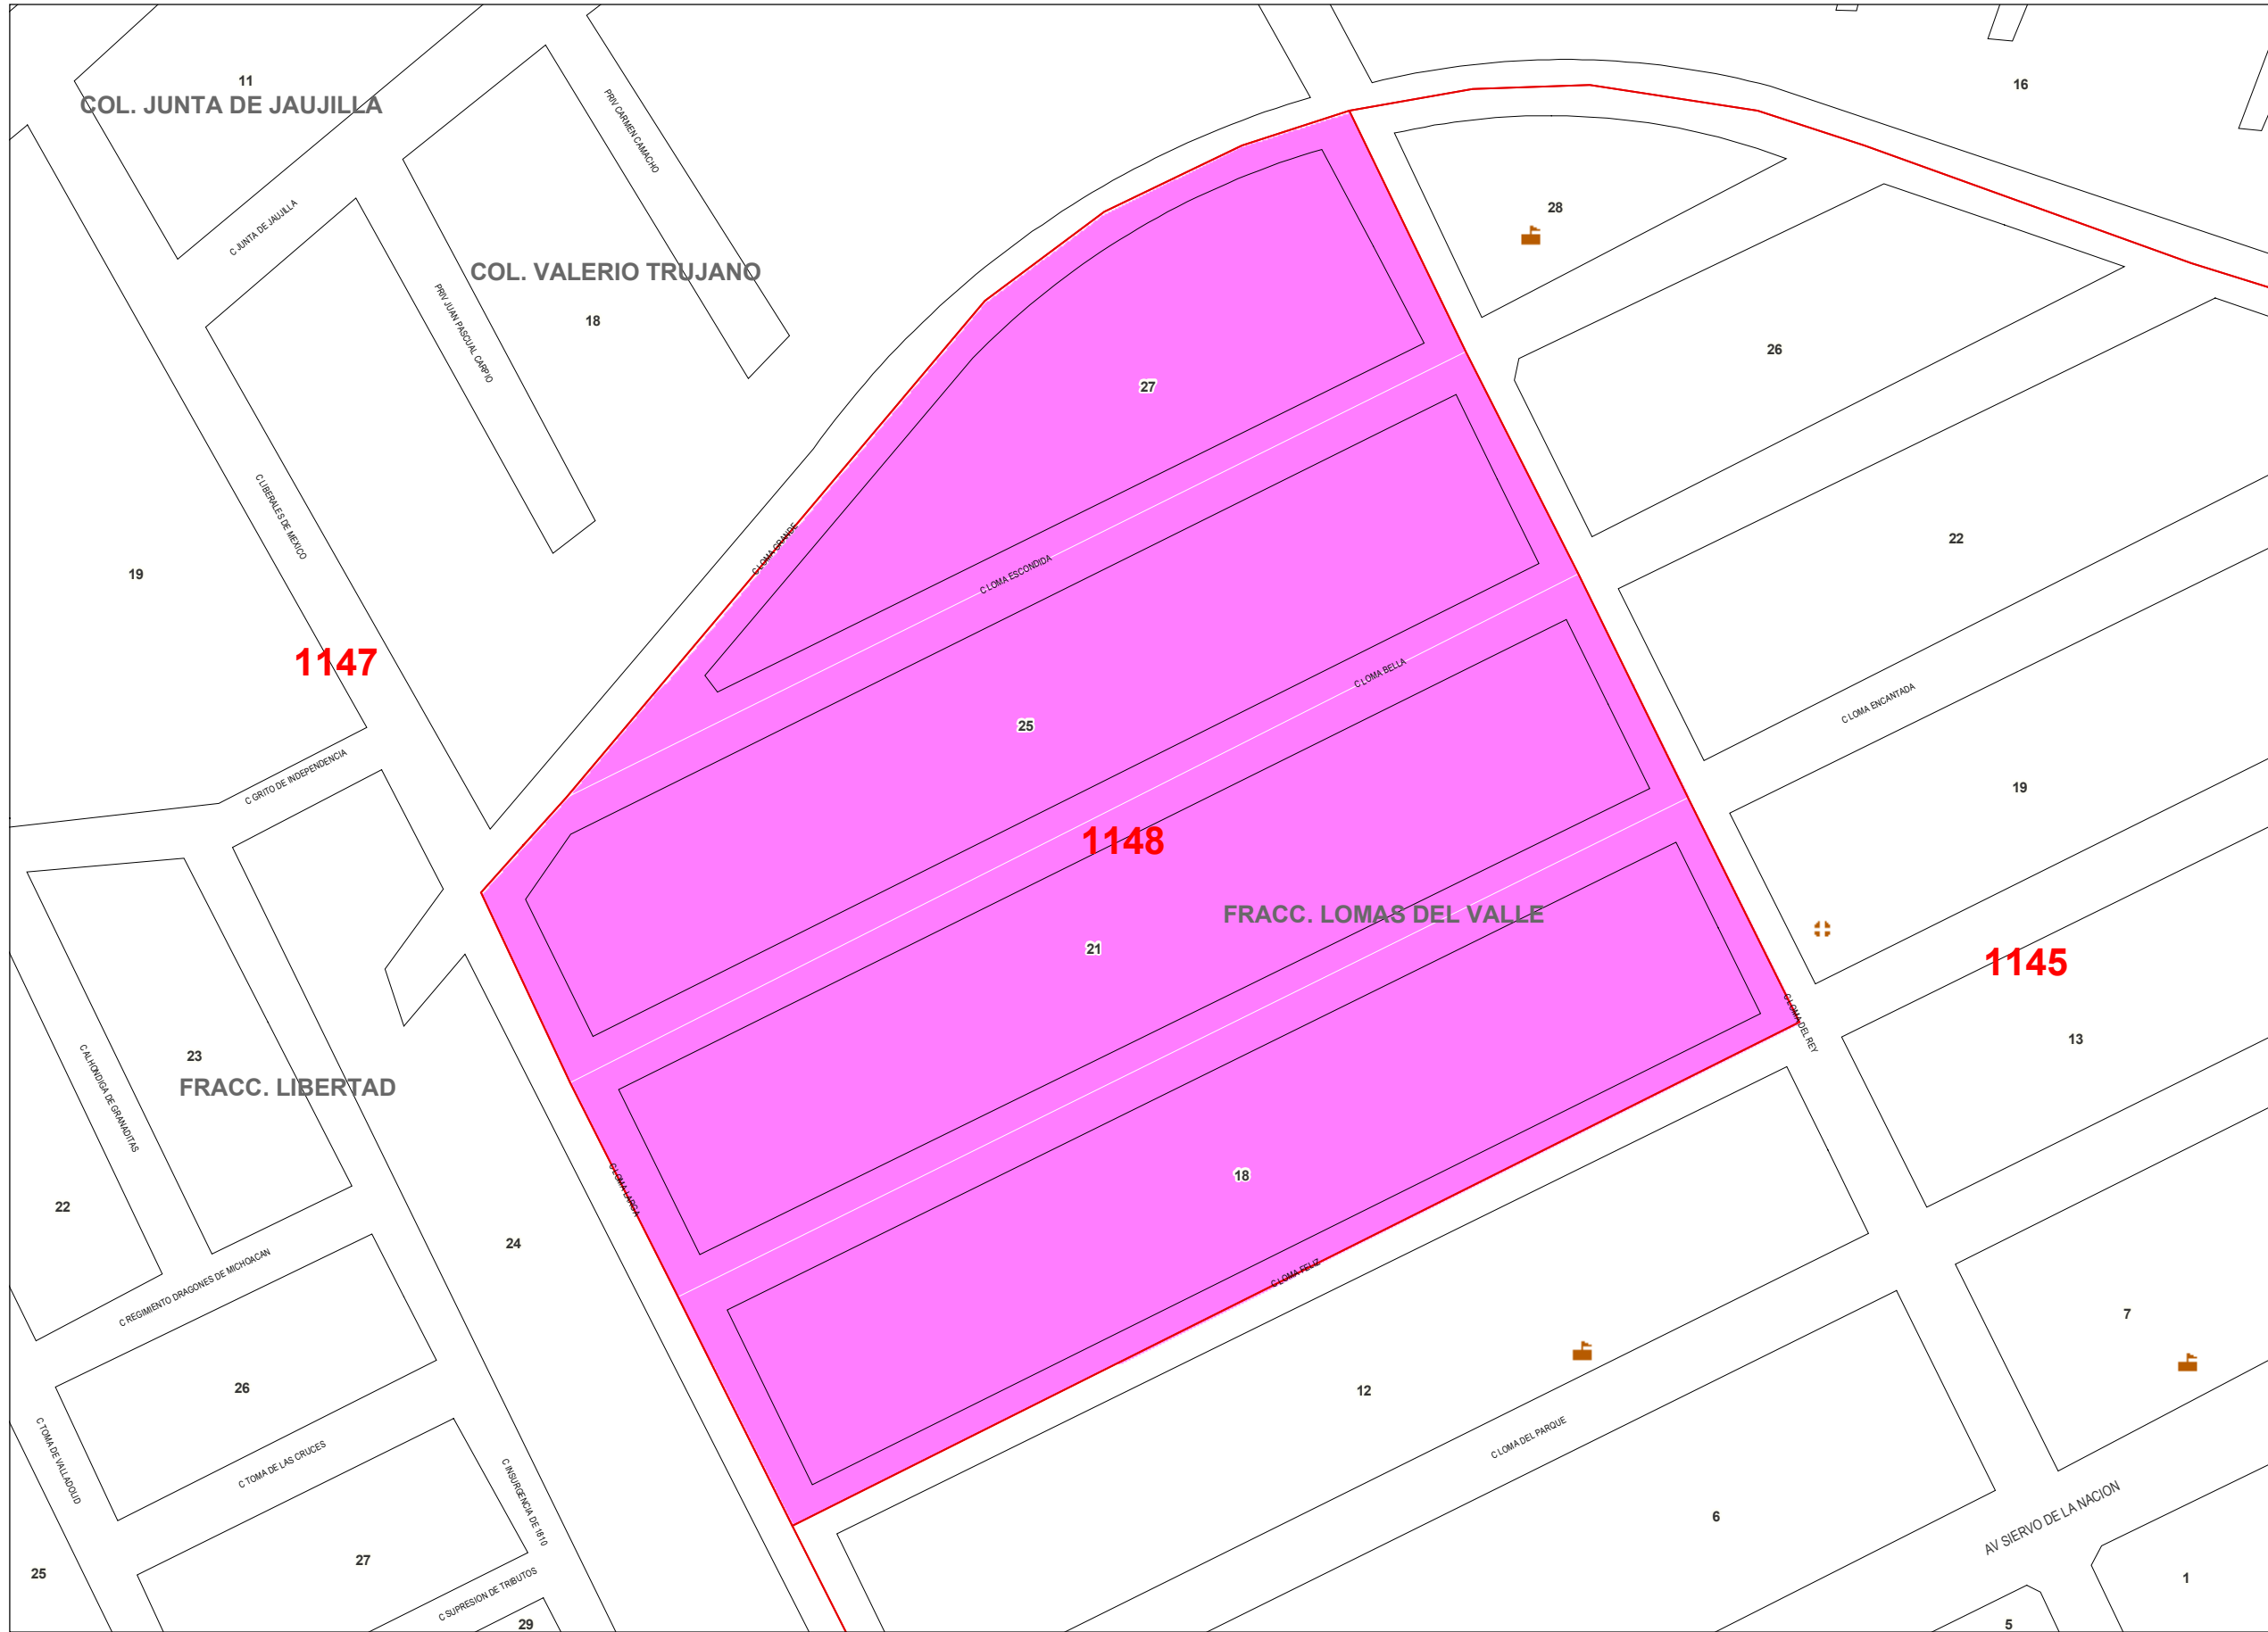 11
COL. JUNTA DE JAUJILLA
16
PRIV CARMEN CAMACHO
C JUNTA DE JAUJILLA
28
COL. VALERIO TRUJANO
18
PRIV JUAN PASCUAL CARPIO
26
27
C LIBERALES DE MEXICO
C LOMA GRANDE
22
19
C LOMA ESCONDIDA
1147
C LOMA BELLA
C LOMA ENCANTADA
25
C GRITO DE INDEPENDENCIA
19
1148
FRACC. LOMAS DEL VALLE
21
1145
C LOMA DEL REY
23
13
FRACC. LIBERTAD
C ALHONDIGA DE GRANADITAS
18
C LOMA LARGA
22
24
C REGIMIENTO DRAGONES DE MICHOACAN
C LOMA FELIZ
7
26
12
C TOMA DE VALLADOLID
C TOMA DE LAS CRUCES
C LOMA DEL PARQUE
C INSURGENCIA DE 1810
6
AV SIERVO DE LA NACION
27
25
C SUPRESION DE TRIBUTOS
1
29
5